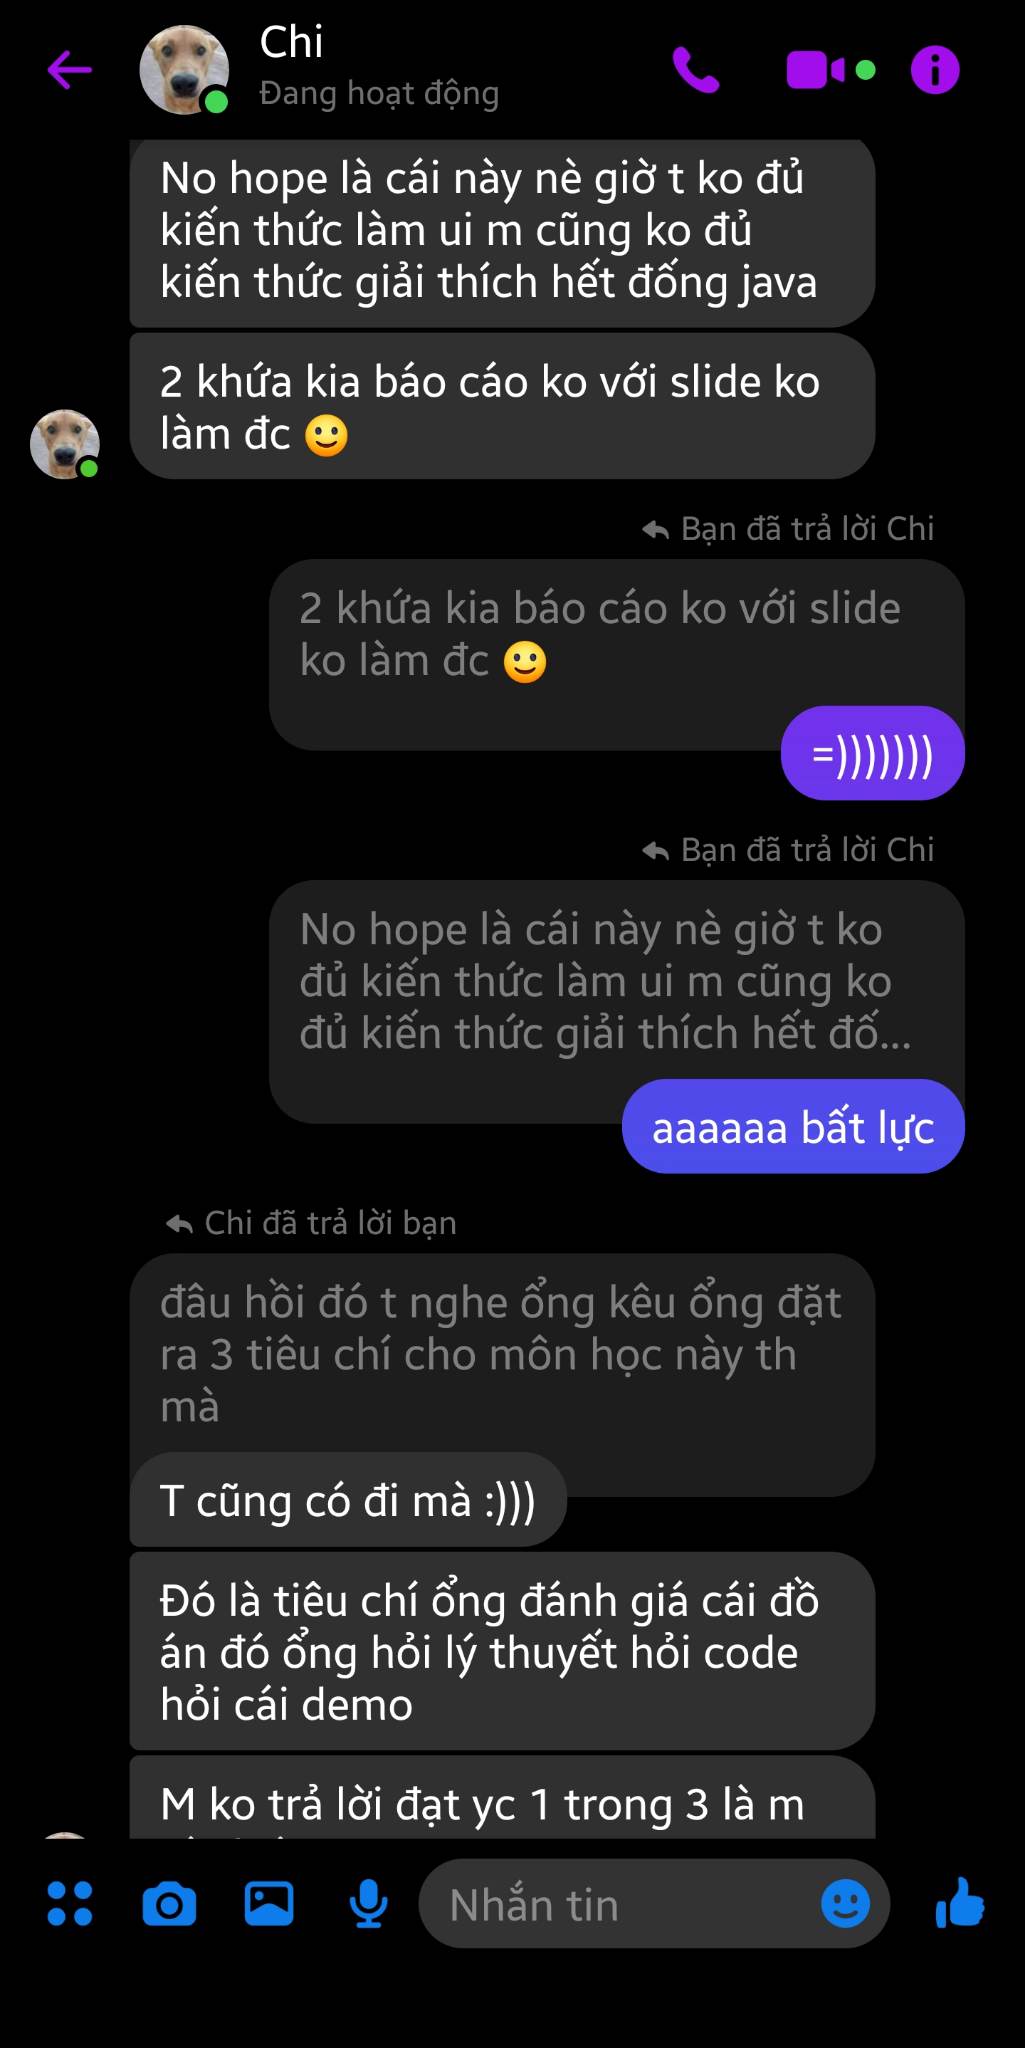 Chi
Đang hoạt động
No hope là cái này nè giờ t ko đủ
kiến thức làm ui m cũng ko đủ
kiến thức giải thích hết đống java
2 khứa kia báo cáo ko với slide ko
làm đc 🙂
Bạn đã trả lời Chi
2 khứa kia báo cáo ko với slide
ko làm đc 🙂
=)))))))
Bạn đã trả lời Chi
No hope là cái này nè giờ t ko
đủ kiến thức làm ui m cũng ko
đủ kiến thức giải thích hết đố...
aaaaaa bất lực
Chi đã trả lời bạn
đâu hồi đó t nghe ổng kêu ổng đặt
ra 3 tiêu chí cho môn học này th
mà
T cũng có đi mà :)))
Đó là tiêu chí ổng đánh giá cái đồ
án đó ổng hỏi lý thuyết hỏi code
hỏi cái demo
M ko trả lời đạt yc 1 trong 3 là m
Nhắn tin